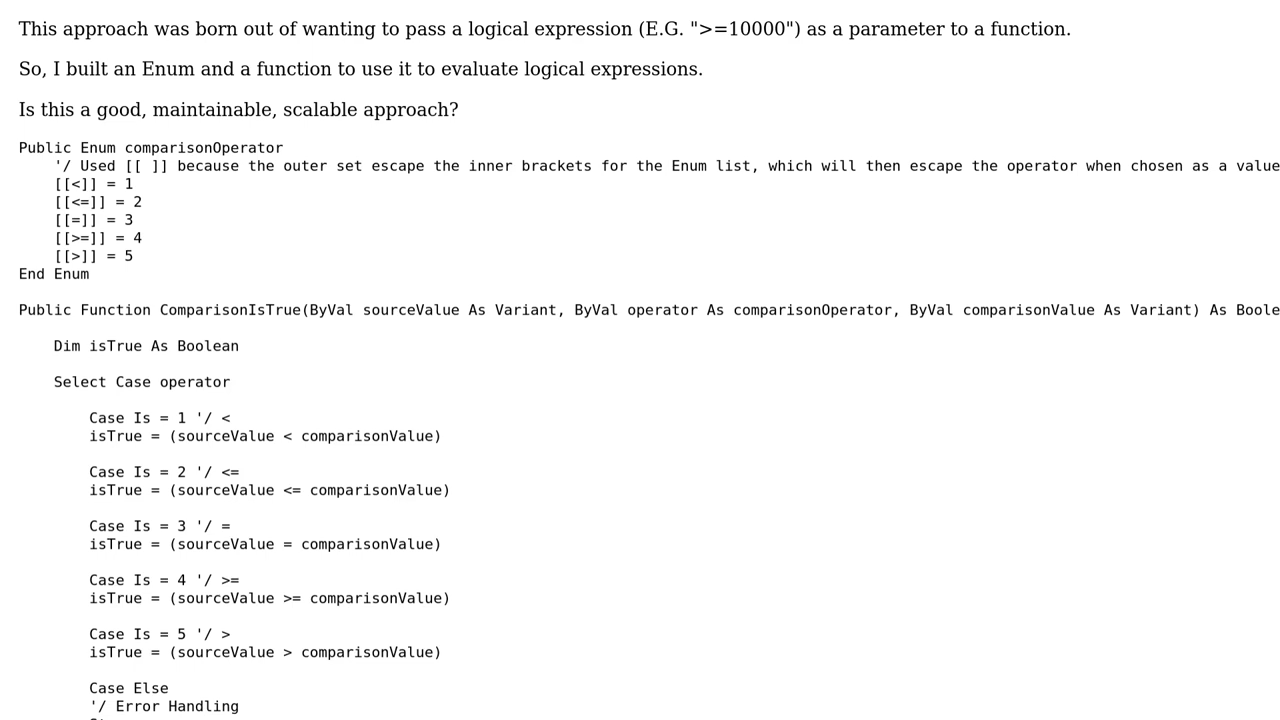 This approach was born out of wanting to pass a logical expression (E.G. ">=10000") as a parameter to a function.
So, I built an Enum and a function to use it to evaluate logical expressions.
Is this a good, maintainable, scalable approach?
Public Enum comparisonOperator
'/ Used [[ ]] because the outer set escape the inner brackets for the Enum list, which will then escape the operator when chosen as a value
[[<]] = 1
[[<=]] = 2
[[=]] = 3
[[>=]] = 4
[[>]] = 5
End Enum
Public Function ComparisonIsTrue(ByVal sourceValue As Variant, ByVal operator As comparisonOperator, ByVal comparisonValue As Variant) As Boole
Dim isTrue As Boolean
Select Case operator
Case Is = 1 '/ <
isTrue = (sourceValue < comparisonValue)
Case Is = 2 '/ <=
isTrue = (sourceValue <= comparisonValue)
Case Is = 3 '/ =
isTrue = (sourceValue = comparisonValue)
Case Is = 4 '/ >=
isTrue = (sourceValue >= comparisonValue)
Case Is = 5 '/ >
isTrue = (sourceValue > comparisonValue)
Case Else
'/ Error Handling